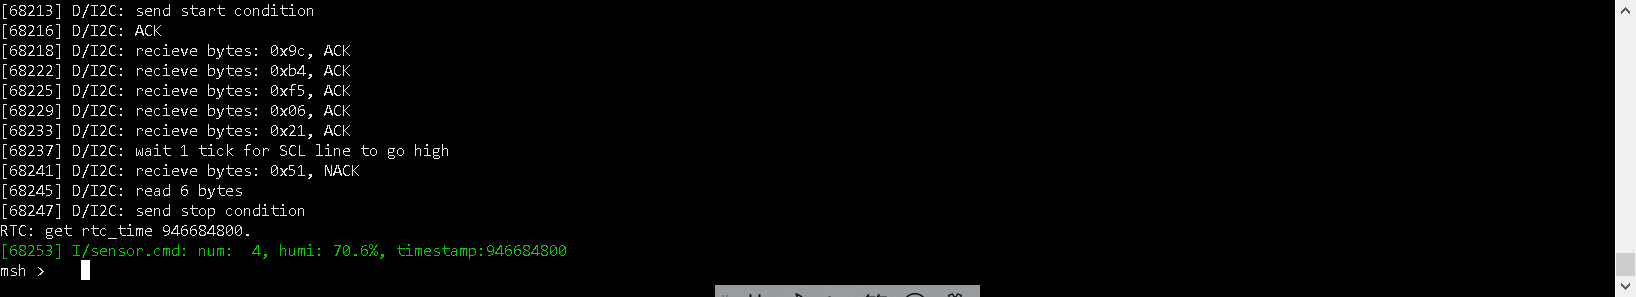 [68213] D/I2C: send start condition
[68216] D/I2C: ACK
[68218] D/I2C: recieve bytes: 0x9c, ACK
[68222] D/I2C: recieve bytes: 0xb4, ACK
[68225] D/I2C: recieve bytes: 0xf5, ACK
[68229] D/I2C: recieve bytes: 0x06, ACK
[68233] D/I2C: recieve bytes: 0x21, ACK
[68237] D/I2C: wait 1 tick for SCL line to go high
[68241] D/I2C: recieve bytes: 0x51, NACK
[68245] D/I2C: read 6 bytes
[68247] D/I2C: send stop condition
RTC: get rtc_time 946684800.
[68253] I/sensor.cmd: num:  4, humi: 70.6%, timestamp:946684800
msh >